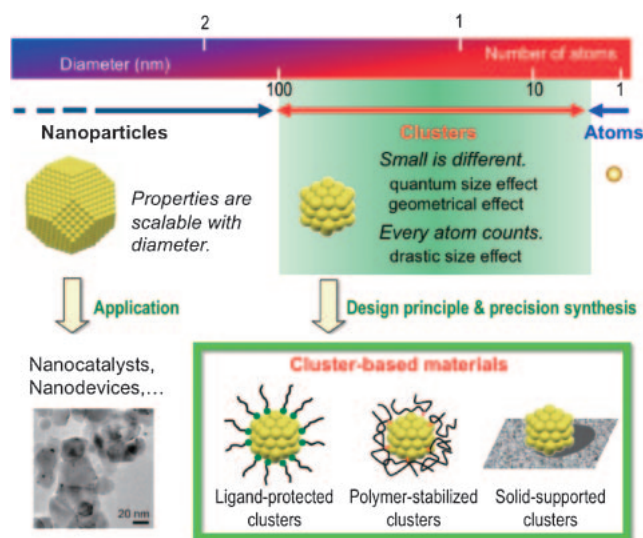 2
1
Diameter (nm)
Number of atoms
100
10
1
Nanoparticles
Clusters
Atoms
Properties are
scalable with
diameter.
Small is different.
quantum size effect
geometrical effect
Every atom counts.
drastic size effect
Application
Design principle & precision synthesis
Nanocatalysts,
Nanodevices,...
20 nm
Cluster-based materials
Ligand-protected
clusters
Polymer-stabilized
clusters
Solid-supported
clusters